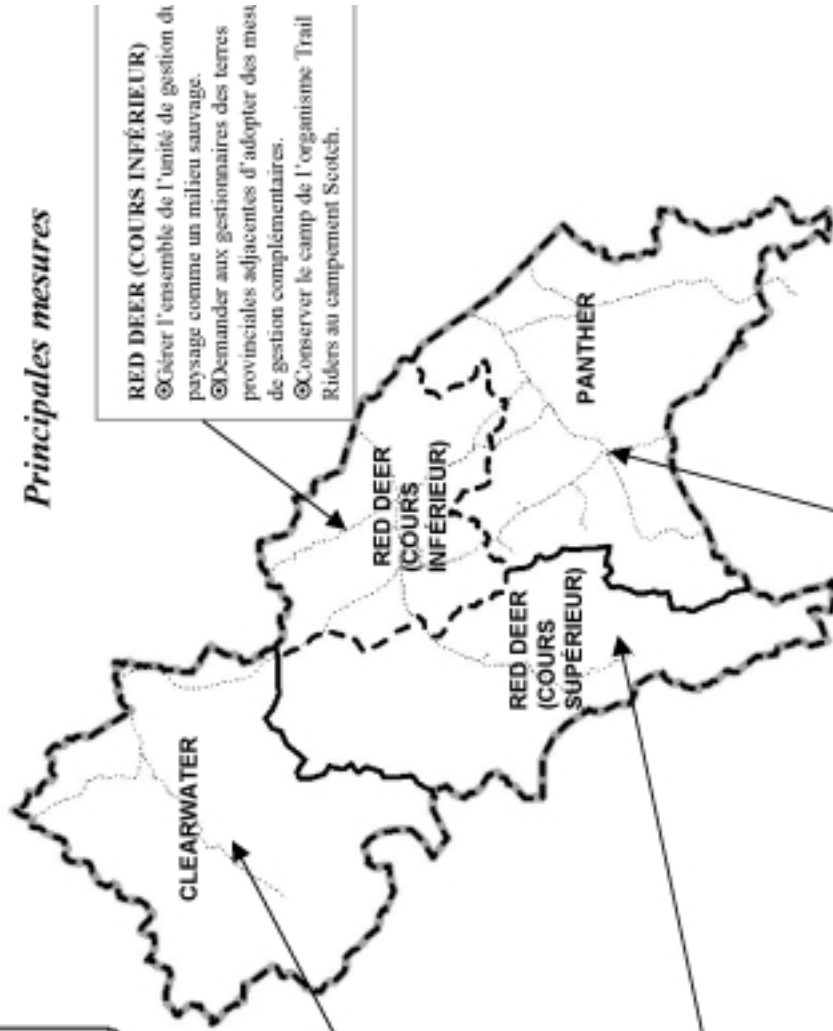 Principales mesures
RED DEER (COURS INFÉRIEUR)
⊙Gérer l'ensemble de l'unité de gestion du
paysage comme un milieu sauvage.
⊙Demander aux gestionnaires des terres
provinciales adjacentes d'adopter des mesu
de gestion complémentaires.
⊙Conserver le camp de l'organisme Trail
Riders au campement Scotch.
CLEARWATER
RED DEER
(COURS
INFÉRIEUR)
RED DEER
(COURS
SUPÉRIEUR)
PANTHER